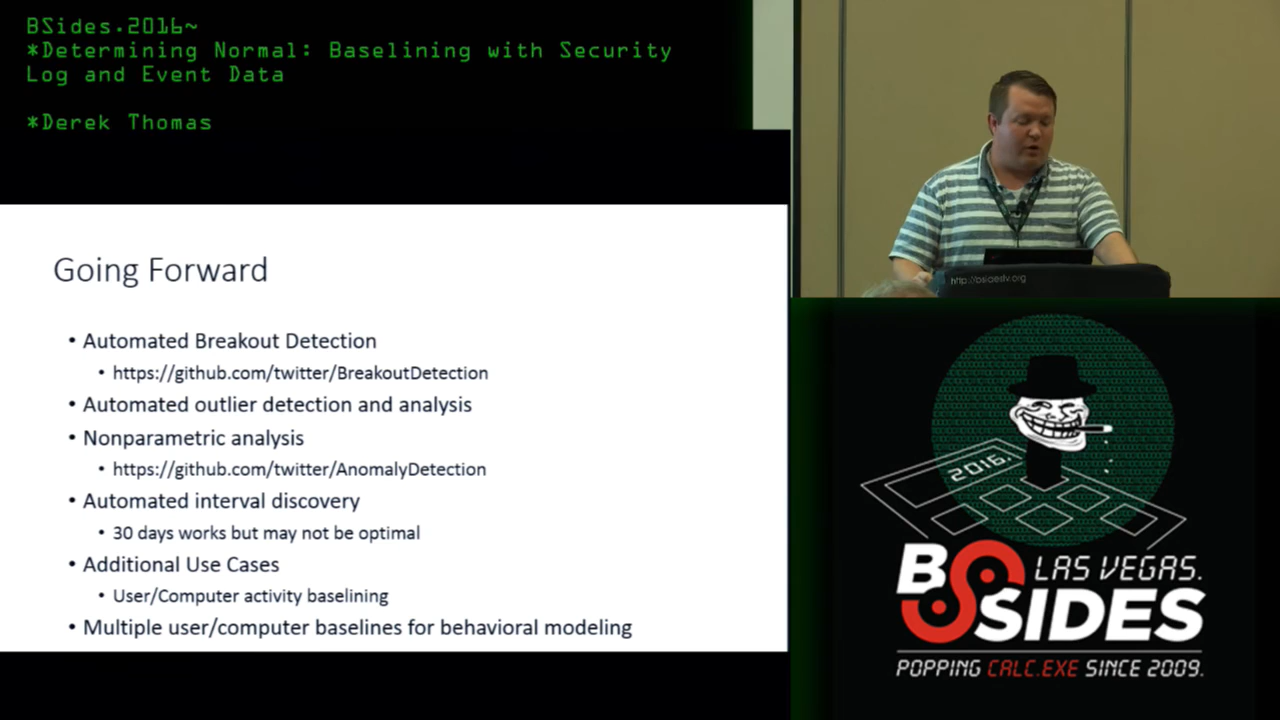 BSides.2016~
*Determining Normal: Baselining with Security
Log and Event Data
*Derek Thomas
Going Forward
• Automated Breakout Detection
• https://github.com/twitter/BreakoutDetection
• Automated outlier detection and analysis
• Nonparametric analysis
• https://github.com/twitter/AnomalyDetection
• Automated interval discovery
• 30 days works but may not be optimal
• Additional Use Cases
• User/Computer activity baselining
• Multiple user/computer baselines for behavioral modeling
http://bsideslv.org
2016.
BSIDES
LAS VEGAS.
POPPING CALC.EXE SINCE 2009.